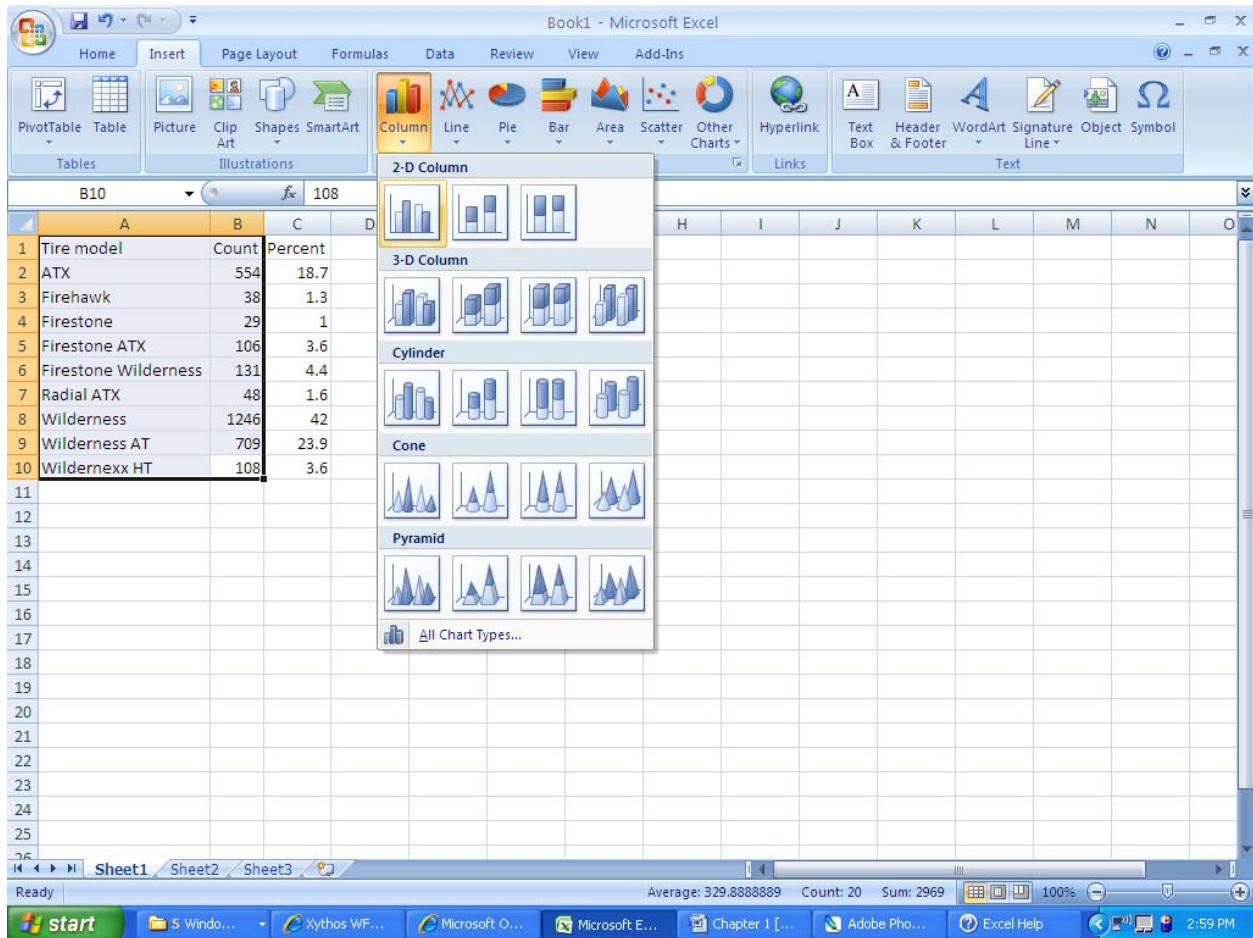 Book1 - Microsoft Excel
Home Insert Page Layout Formulas Data Review View Add-Ins
PivotTable Table Picture Clip Art Shapes SmartArt Column Line Pie Bar Area Scatter Other Charts Hyperlink Text Box Header & Footer WordArt Signature Line Object Symbol
Tables Illustrations Links Text
B10 fx 108
A B C D H I J K L M N O
1 Tire model Count Percent
2 ATX 554 18.7
3 Firehawk 38 1.3
4 Firestone 29 1
5 Firestone ATX 106 3.6
6 Firestone Wilderness 131 4.4
7 Radial ATX 48 1.6
8 Wilderness 1246 42
9 Wilderness AT 709 23.9
10 Wildernexx HT 108 3.6
11
12
13
14
15
16
17
18
19
20
21
22
23
24
25
26
2-D Column
3-D Column
Cylinder
Cone
Pyramid
All Chart Types...
Sheet1 Sheet2 Sheet3
Ready Average: 329.8888889 Count: 20 Sum: 2969 100%
start 5 Windo... Xythos WF... Microsoft O... Microsoft E... Chapter 1 [... Adobe Pho... Excel Help 2:59 PM